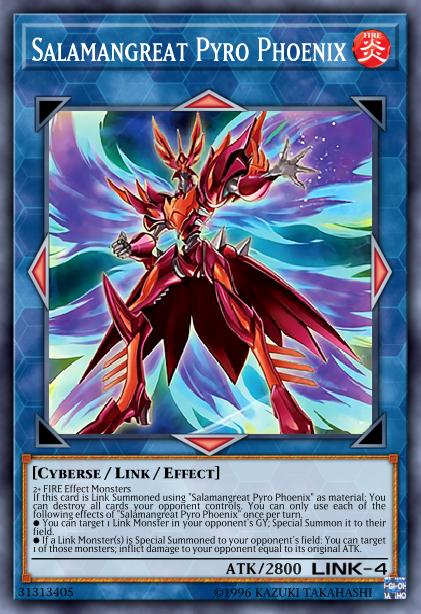 SALAMANGREAT PYRO PHOENIX
FIRE
炎
[CYBERSE / LINK / EFFECT]
2+ FIRE Effect Monsters
If this card is Link Summoned using "Salamangreat Pyro Phoenix" as material; You
can destroy all cards your opponent controls. You can only use each of the
following effects of "Salamangreat Pyro Phoenix" once per turn.
● You can target 1 Link Monster in your opponent's GY; Special Summon it to their
field.
● If a Link Monster(s) is Special Summoned to your opponent's field: You can target
1 of those monsters; inflict damage to your opponent equal to its original ATK.
ATK/2800 LINK-4
31313405
©1996 KAZUKI TAKAHASHI